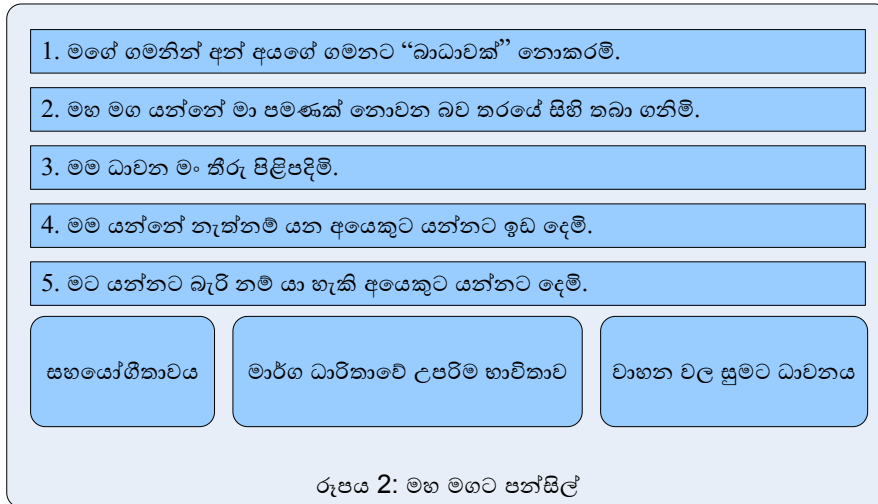 1. මගේ ගමනින් අන් අයගේ ගමනට “බාධාවක්” නොකරමි.
2. මහ මග යන්නේ මා පමණක් නොවන බව තරයේ සිහි තබා ගනිමි.
3. මම ධාවන මං තීරු පිළිපදිමි.
4. මම යන්නේ නැත්නම් යන අයෙකුට යන්නට ඉඩ දෙමි.
5. මට යන්නට බැරි නම් යා හැකි අයෙකුට යන්නට දෙමි.
සහයෝගීතාවය
මාර්ග ධාරිතාවේ උපරිම භාවිතාව
වාහන වල සුමට ධාවනය
රූපය 2: මහ මගට පන්සිල්